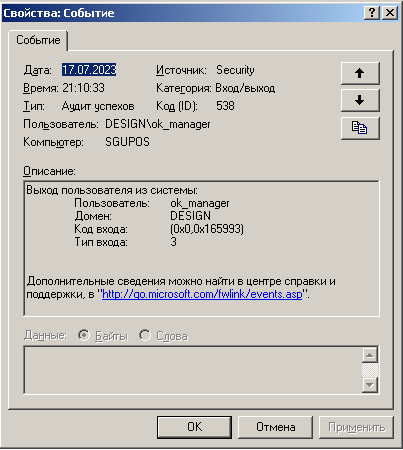 Свойства: Событие
Событие
Дата: 17.07.2023 Источник: Security
Время: 21:10:33 Категория: Вход/выход
Тип: Аудит успехов Код (ID): 538
Пользователь: DESIGN\ok_manager
Компьютер: SGUPOS
Описание:
Выход пользователя из системы:
Пользователь: ok_manager
Домен: DESIGN
Код входа: (0x0,0x165993)
Тип входа: 3
Дополнительные сведения можно найти в центре справки и
поддержки, в "http://go.microsoft.com/fwlink/events.asp".
Данные: Байты Слова
OK Отмена Применить